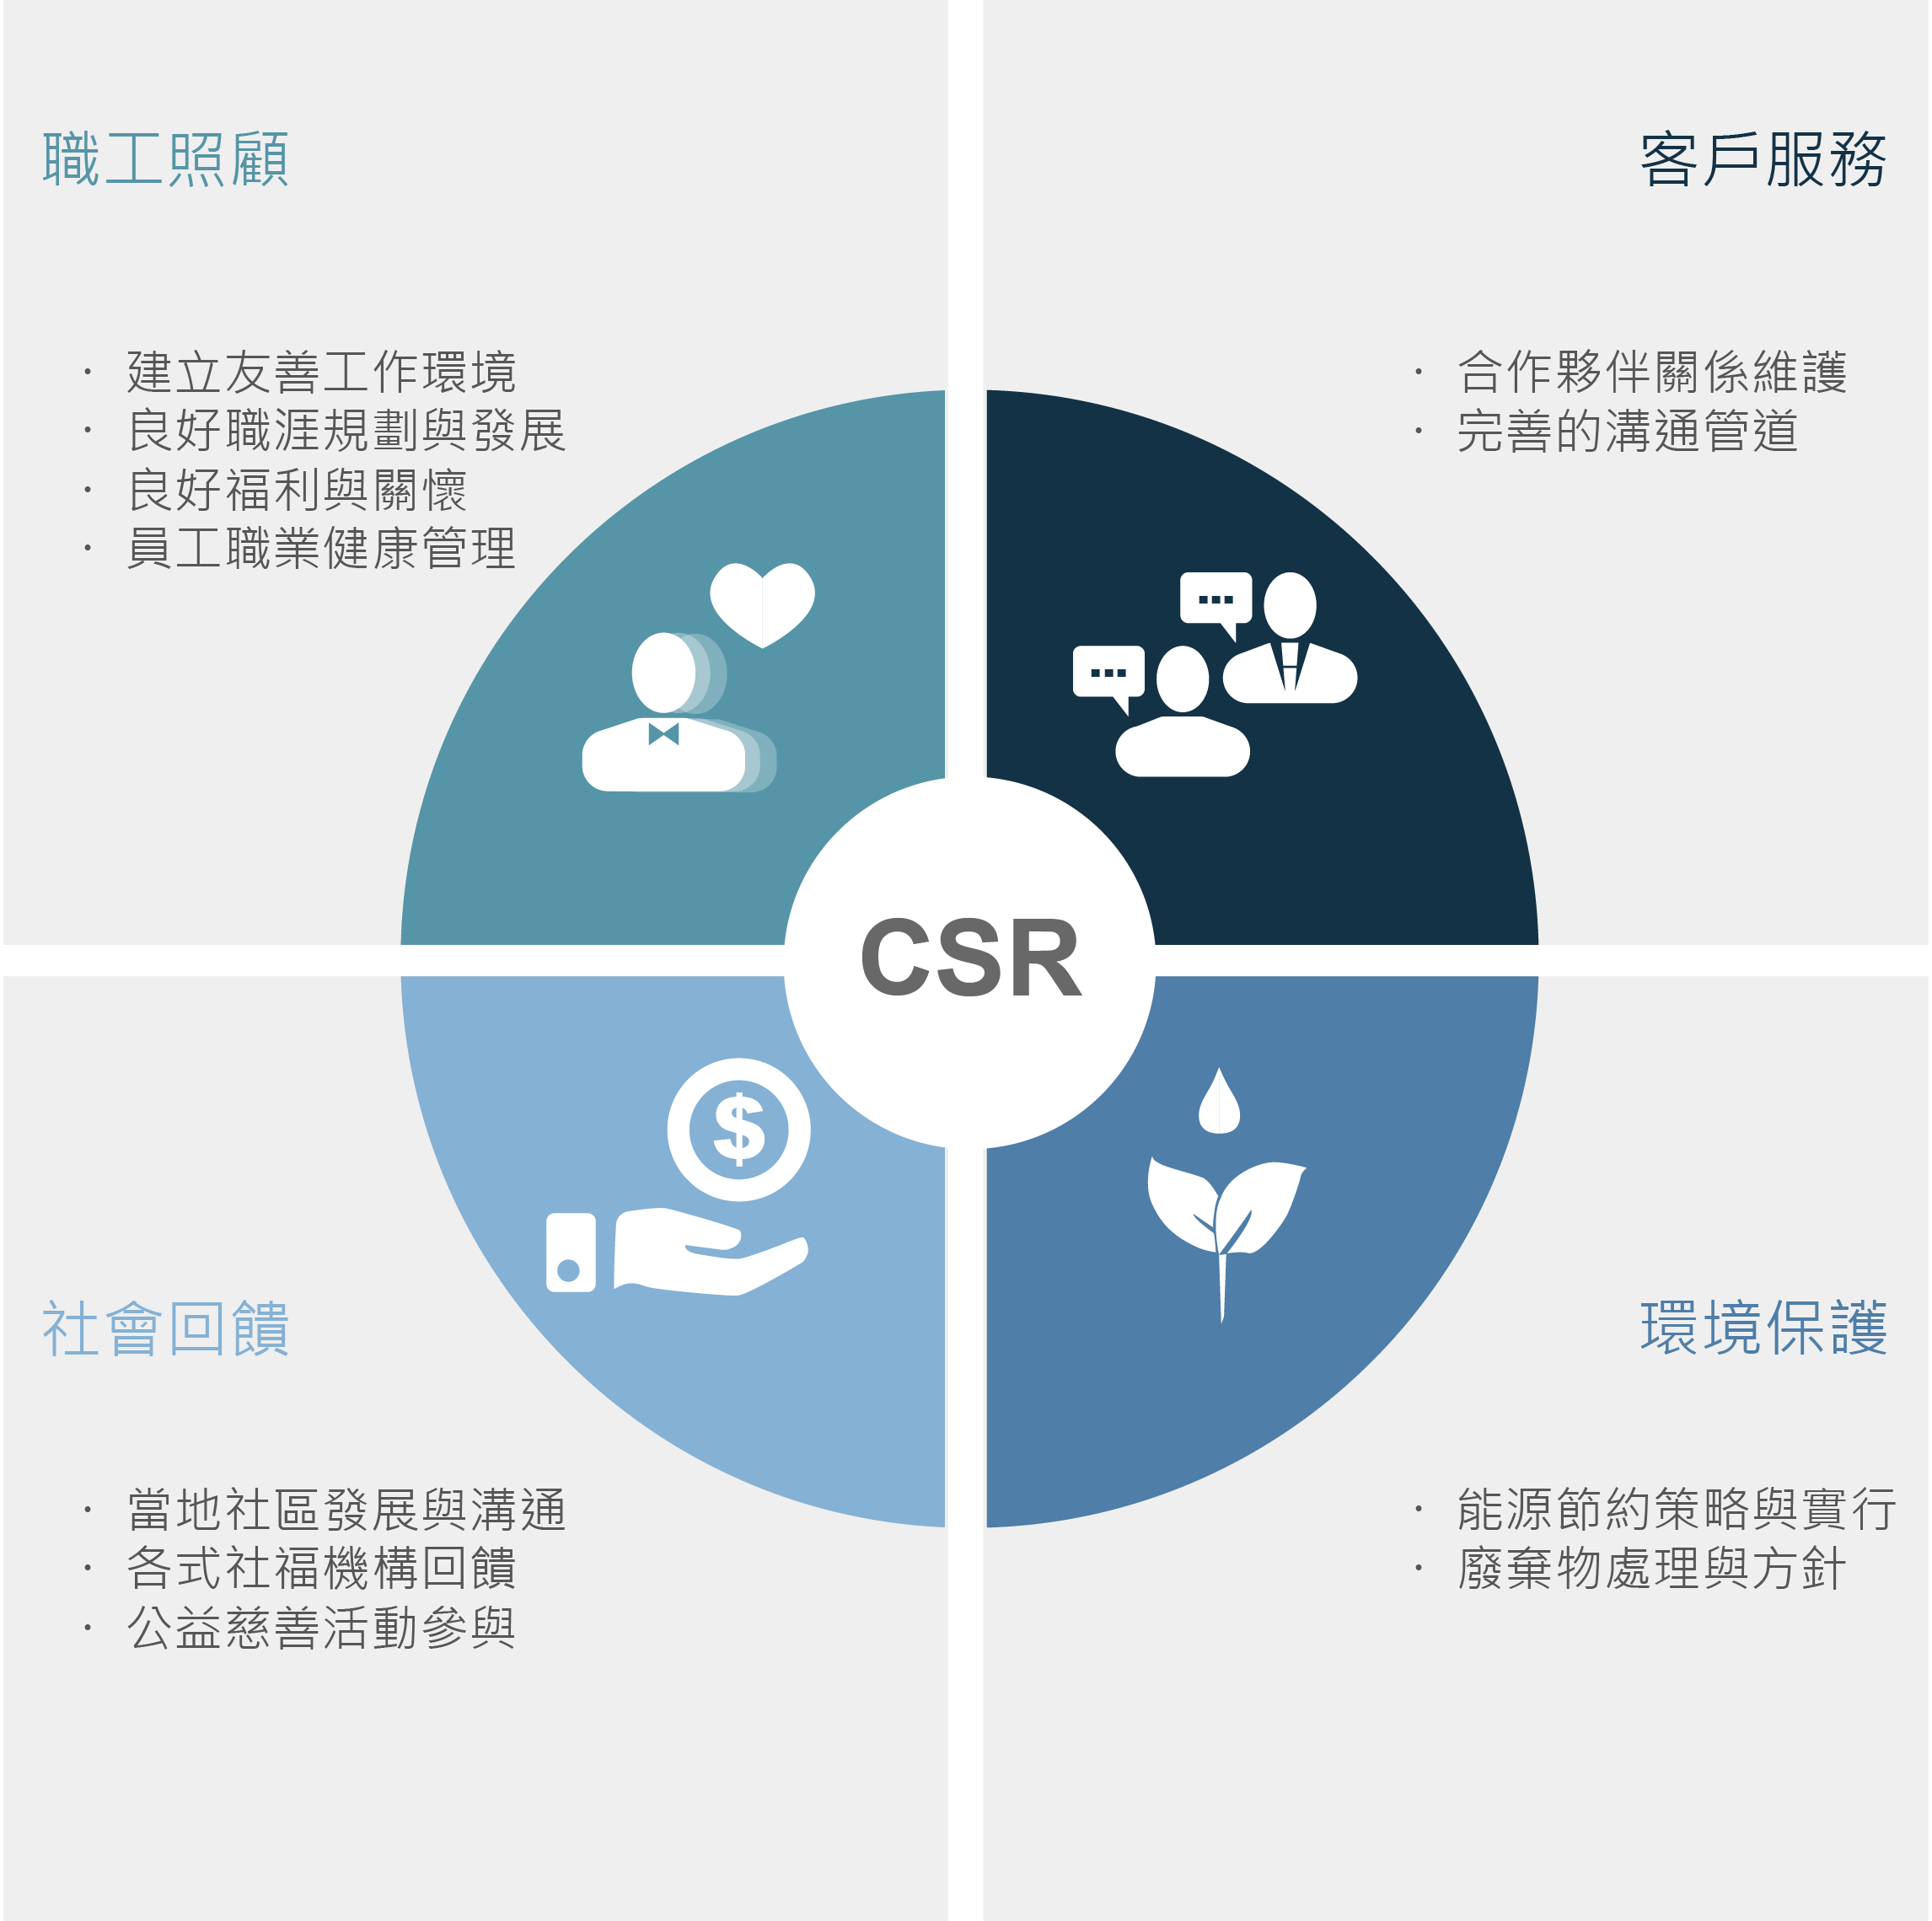 職工照顧
・ 建立友善工作環境
・ 良好職涯規劃與發展
・ 良好福利與關懷
・ 員工職業健康管理
客戶服務
・ 合作夥伴關係維護
・ 完善的溝通管道
CSR
$
社會回饋
・ 當地社區發展與溝通
・ 各式社福機構回饋
・ 公益慈善活動參與
環境保護
・ 能源節約策略與實行
・ 廢棄物處理與方針